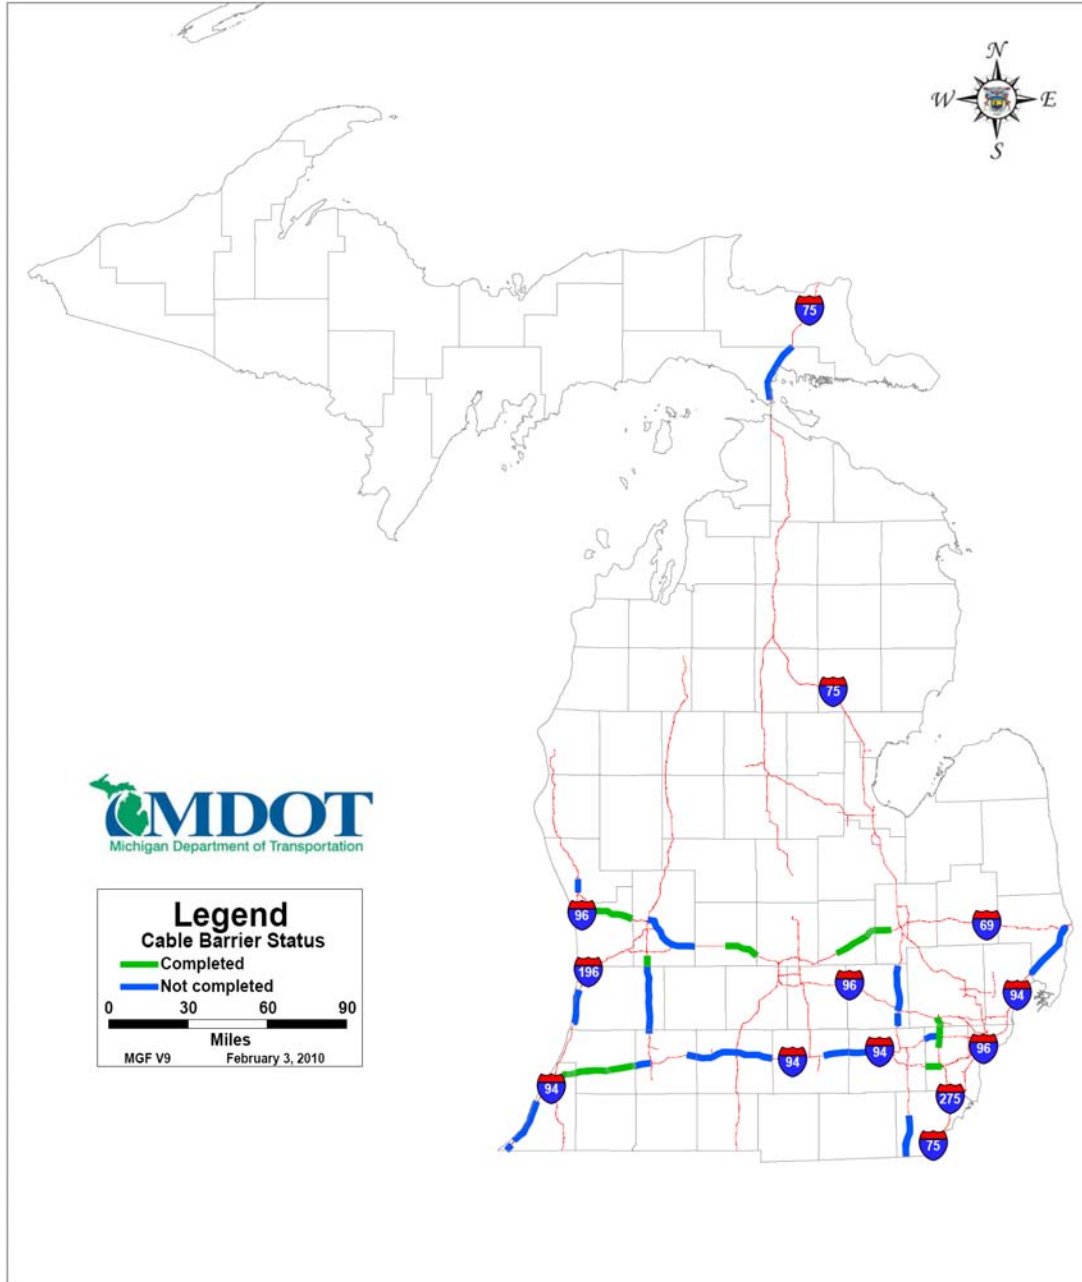 N
W E
S
75
75
MDOT
Michigan Department of Transportation
Legend
Cable Barrier Status
Completed
Not completed
0 30 60 90
Miles
MGF V9 February 3, 2010
96
69
196
96
94
94
94
96
94
275
75